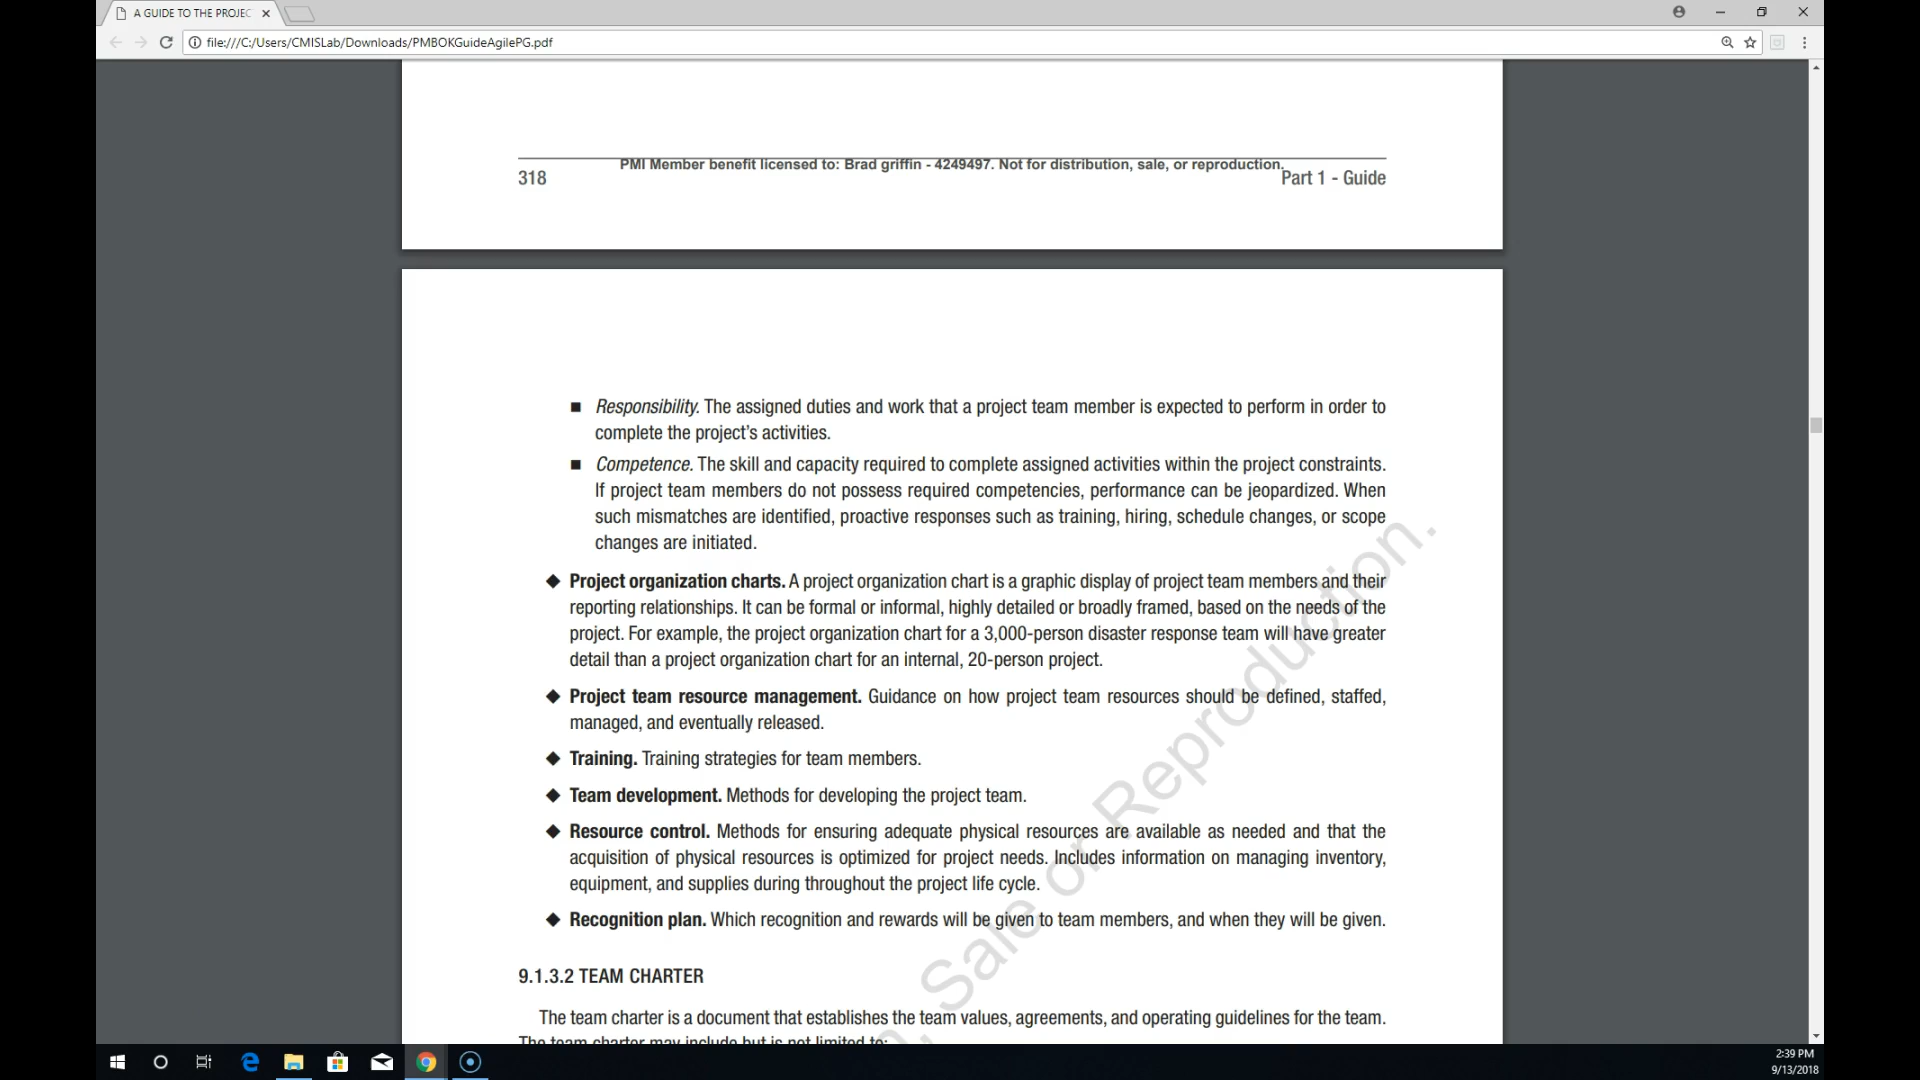 A GUIDE TO THE PROJEC
file:///C:/Users/CMISLab/Downloads/PMBOKGuideAgilePG.pdf
PMI Member benefit licensed to: Brad griffin - 4249497. Not for distribution, sale, or reproduction.
318
Part 1 - Guide
■ Responsibility. The assigned duties and work that a project team member is expected to perform in order to
complete the project's activities.
■ Competence. The skill and capacity required to complete assigned activities within the project constraints.
If project team members do not possess required competencies, performance can be jeopardized. When
such mismatches are identified, proactive responses such as training, hiring, schedule changes, or scope
changes are initiated.
◆ Project organization charts. A project organization chart is a graphic display of project team members and their
reporting relationships. It can be formal or informal, highly detailed or broadly framed, based on the needs of the
project. For example, the project organization chart for a 3,000-person disaster response team will have greater
detail than a project organization chart for an internal, 20-person project.
◆ Project team resource management. Guidance on how project team resources should be defined, staffed,
managed, and eventually released.
◆ Training. Training strategies for team members.
◆ Team development. Methods for developing the project team.
◆ Resource control. Methods for ensuring adequate physical resources are available as needed and that the
acquisition of physical resources is optimized for project needs. Includes information on managing inventory,
equipment, and supplies during throughout the project life cycle.
◆ Recognition plan. Which recognition and rewards will be given to team members, and when they will be given.
9.1.3.2 TEAM CHARTER
The team charter is a document that establishes the team values, agreements, and operating guidelines for the team.
The team charter may include but is not limited to:
n, Sale or Reproduction.
2:39 PM
9/13/2018